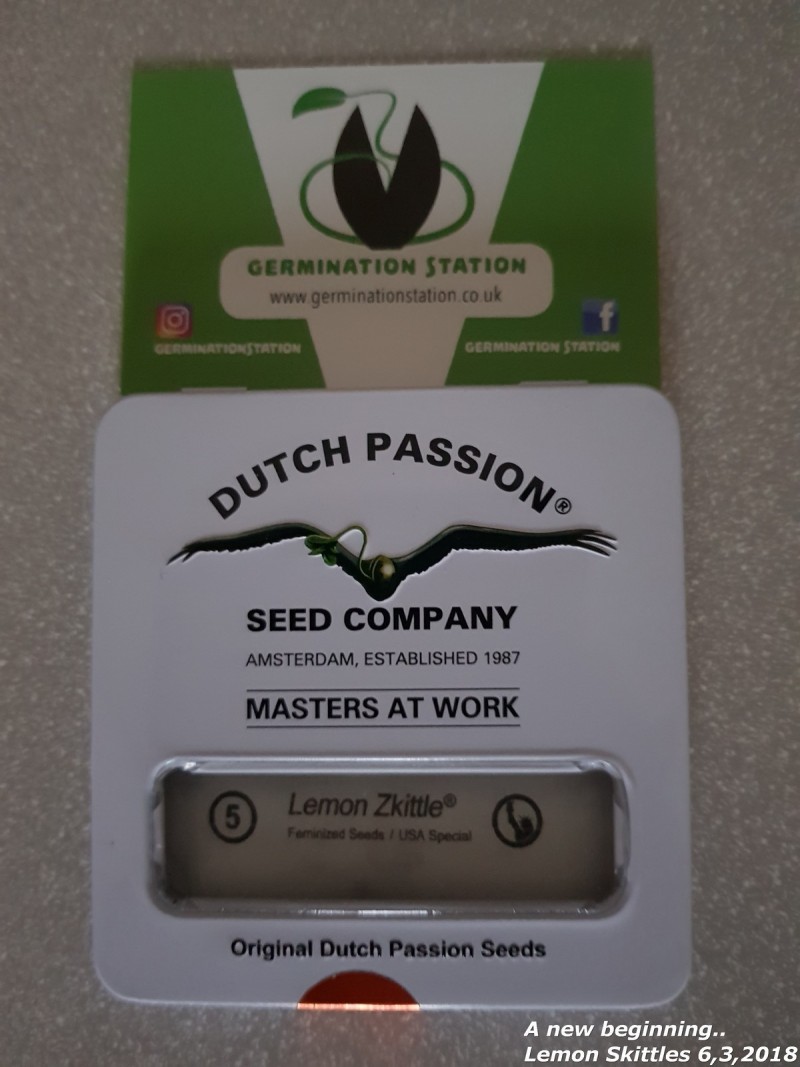 GERMINATION STATION
www.germinationstation.co.uk
GERMINATIONSTATION
GERMINATION STATION
DUTCH PASSION®
SEED COMPANY
AMSTERDAM, ESTABLISHED 1987
MASTERS AT WORK
5
Lemon Zkittle®
Feminized Seeds / USA Special
Original Dutch Passion Seeds
A new beginning..
Lemon Skittles 6,3,2018